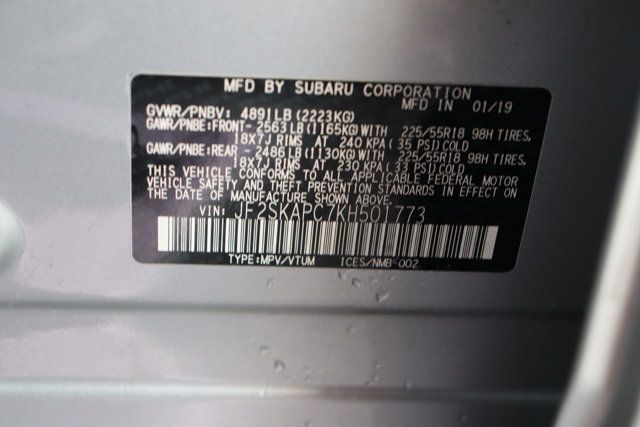 MFD BY SUBARU CORPORATION
MFD IN 01/19
GVWR/PNBV: 4891LB (2223KG)
GAWR/PNBE:FRONT-2563LB(1165KG)WITH 225/55R18 98H TIRES,
18X7J RIMS AT 240 KPA (35 PSI)COLD
GAWR/PNBE:REAR -2486LB(1130KG)WITH 225/55R18 98H TIRES,
18X7J RIMS AT 230 KPA (33 PSI)COLD
THIS VEHICLE CONFORMS TO ALL APPLICABLE FEDERAL MOTOR
VEHICLE SAFETY AND THEFT PREVENTION STANDARDS IN EFFECT ON
THE DATE OF MANUFACTURE SHOWN ABOVE.
VIN: JF2SKAPC7KH501773
TYPE:MPV/VTUM ICES/NMB-002